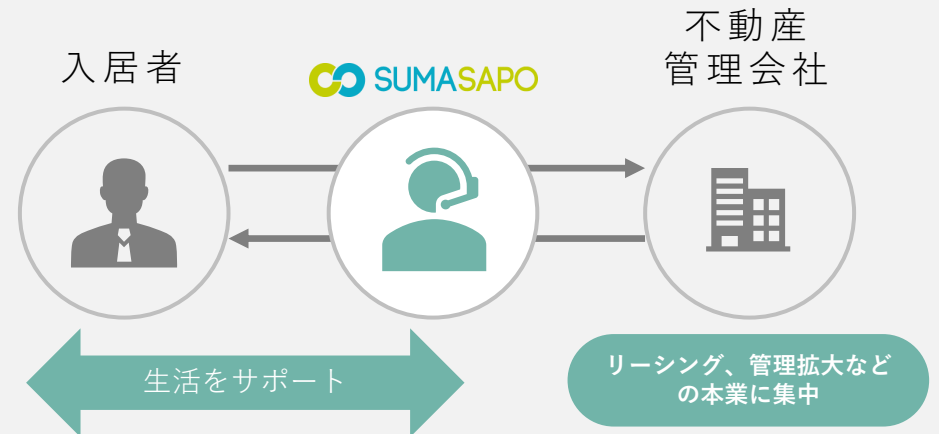 入居者
SUMASAPO
不動産
管理会社
生活をサポート
リーシング、管理拡大など
の本業に集中